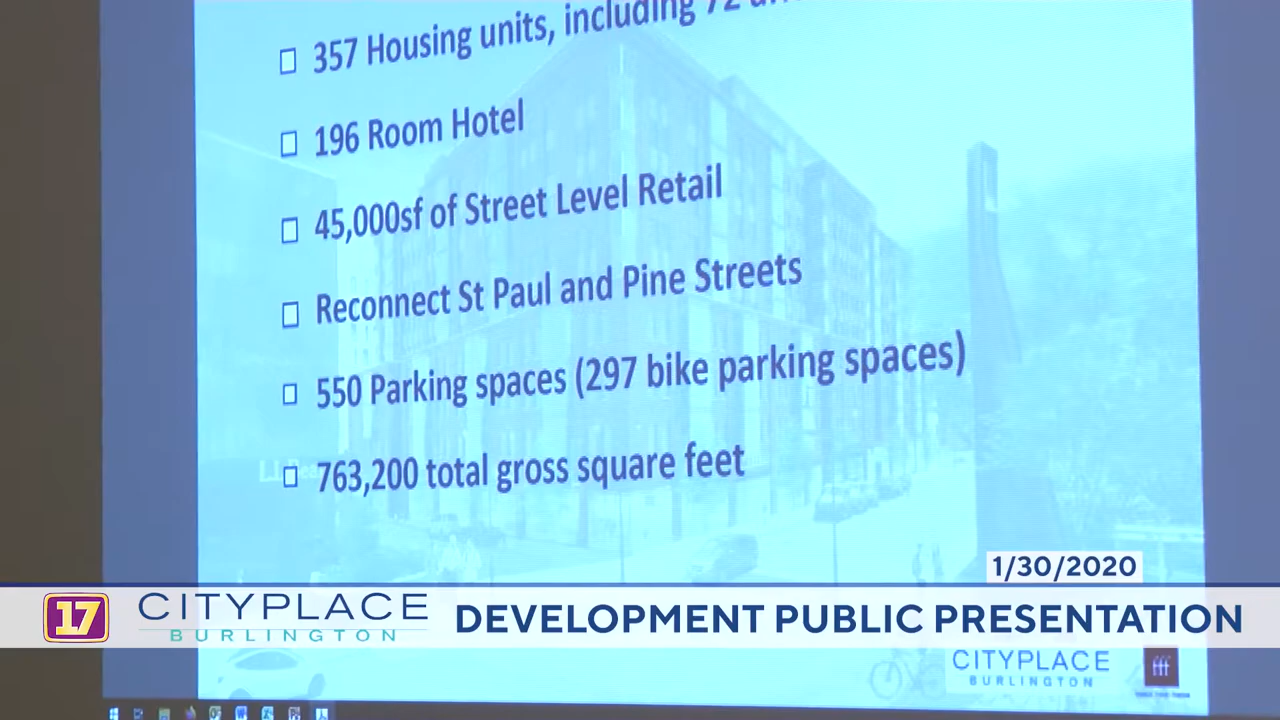 357 Housing units, including 72
196 Room Hotel
45,000sf of Street Level Retail
Reconnect St Paul and Pine Streets
550 Parking spaces (297 bike parking spaces)
763,200 total gross square feet
1/30/2020
17
CITYPLACE
BURLINGTON
DEVELOPMENT PUBLIC PRESENTATION
CITYPLACE
BURLINGTON
fff